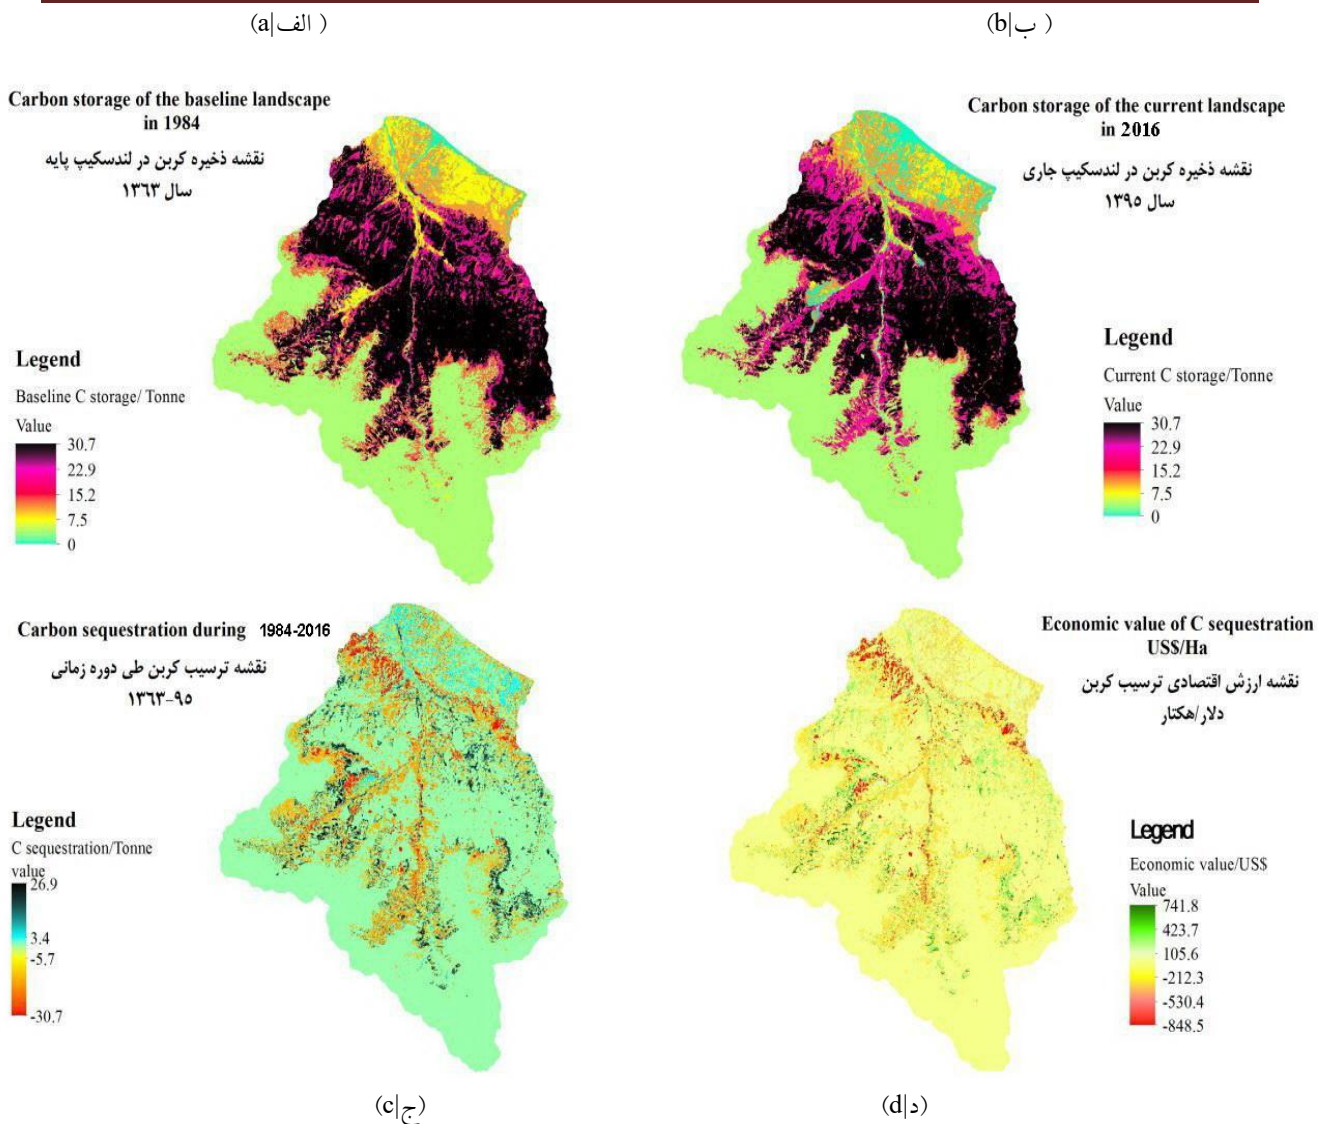 (a|الف )
(b|ب )
Carbon storage of the baseline landscape
in 1984
نقشه ذخیره کربن در لندسکیپ پایه
سال ۱۳۶۳
Legend
Baseline C storage/ Tonne
Value
30.7
22.9
15.2
7.5
0
Carbon storage of the current landscape
in 2016
نقشه ذخیره کربن در لندسکیپ جاری
سال ۱۳۹۵
Legend
Current C storage/Tonne
Value
30.7
22.9
15.2
7.5
0
Carbon sequestration during 1984-2016
نقشه ترسیب کربن طی دوره زمانی
۱۳۶۳-۹۵
Legend
C sequestration/Tonne
value
26.9
3.4
-5.7
-30.7
Economic value of C sequestration
US$/Ha
نقشه ارزش اقتصادی ترسیب کربن
دلار/هکتار
Legend
Economic value/US$
Value
741.8
423.7
105.6
-212.3
-530.4
-848.5
(c|ج)
(d|د)